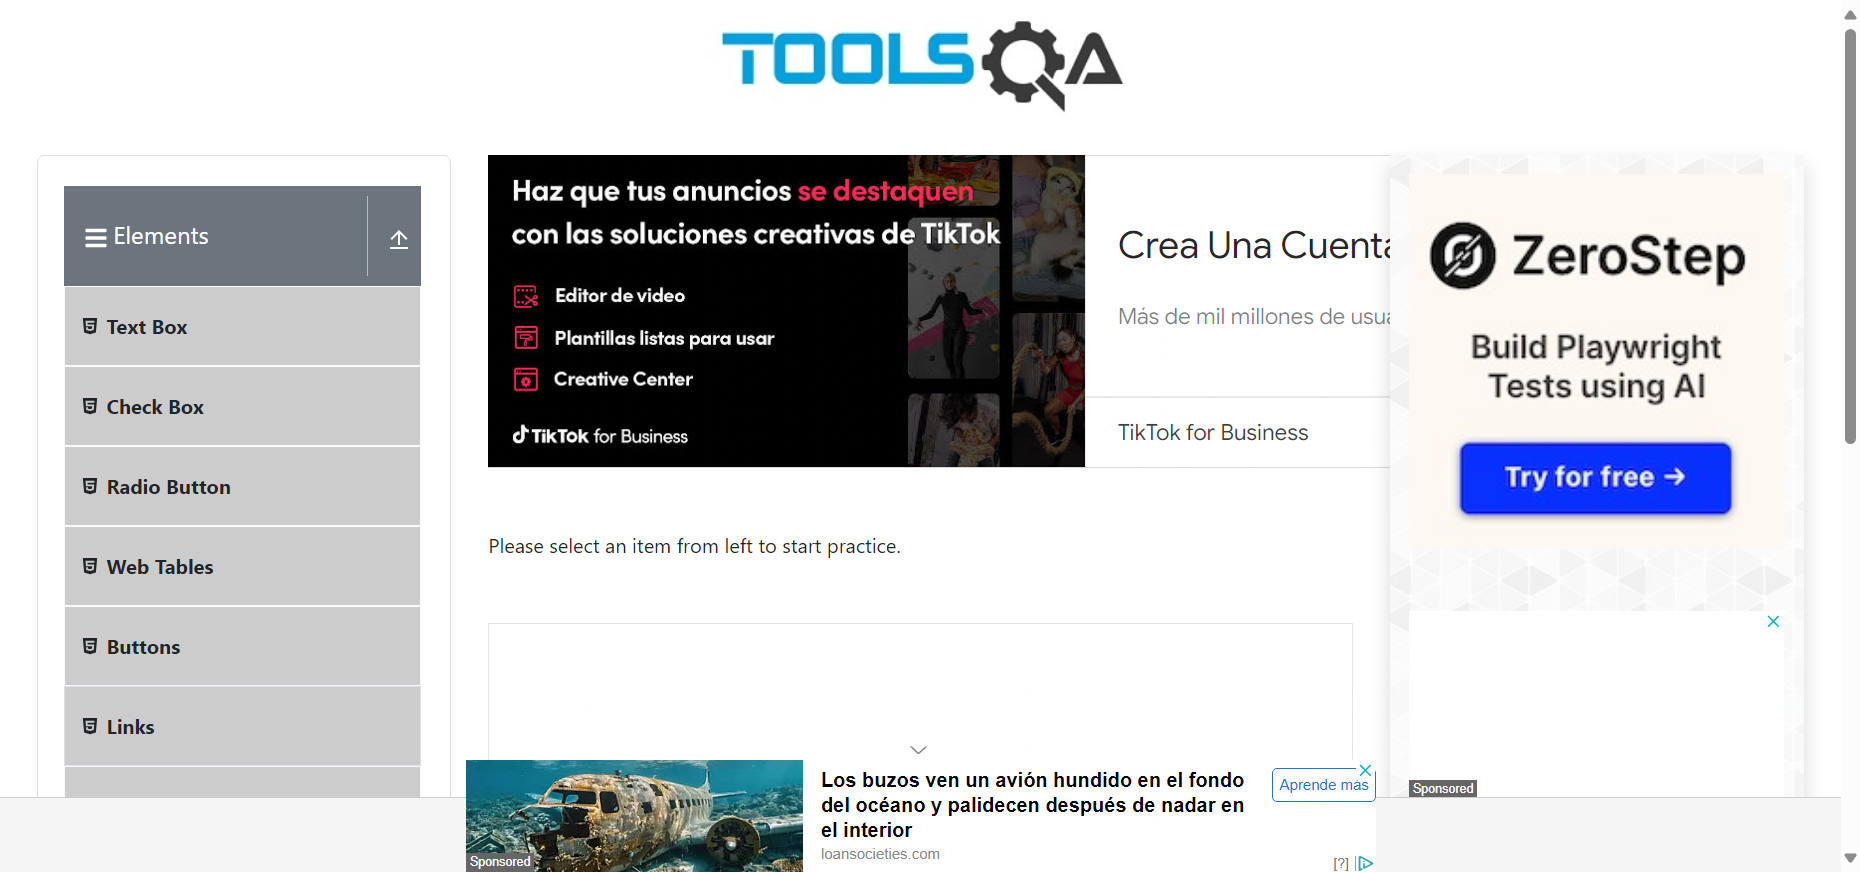 TOOLSQA
Elements
Text Box
Check Box
Radio Button
Web Tables
Buttons
Links
Haz que tus anuncios se destaquen
con las soluciones creativas de TikTok
Editor de video
Plantillas listas para usar
Creative Center
TikTok for Business
Crea Una Cuenta
Más de mil millones de usua
TikTok for Business
ZeroStep
Build Playwright
Tests using AI
Try for free →
Please select an item from left to start practice.
Sponsored
Los buzos ven un avión hundido en el fondo
del océano y palidecen después de nadar en
el interior
loansocieties.com
Aprende más
[?]
Sponsored